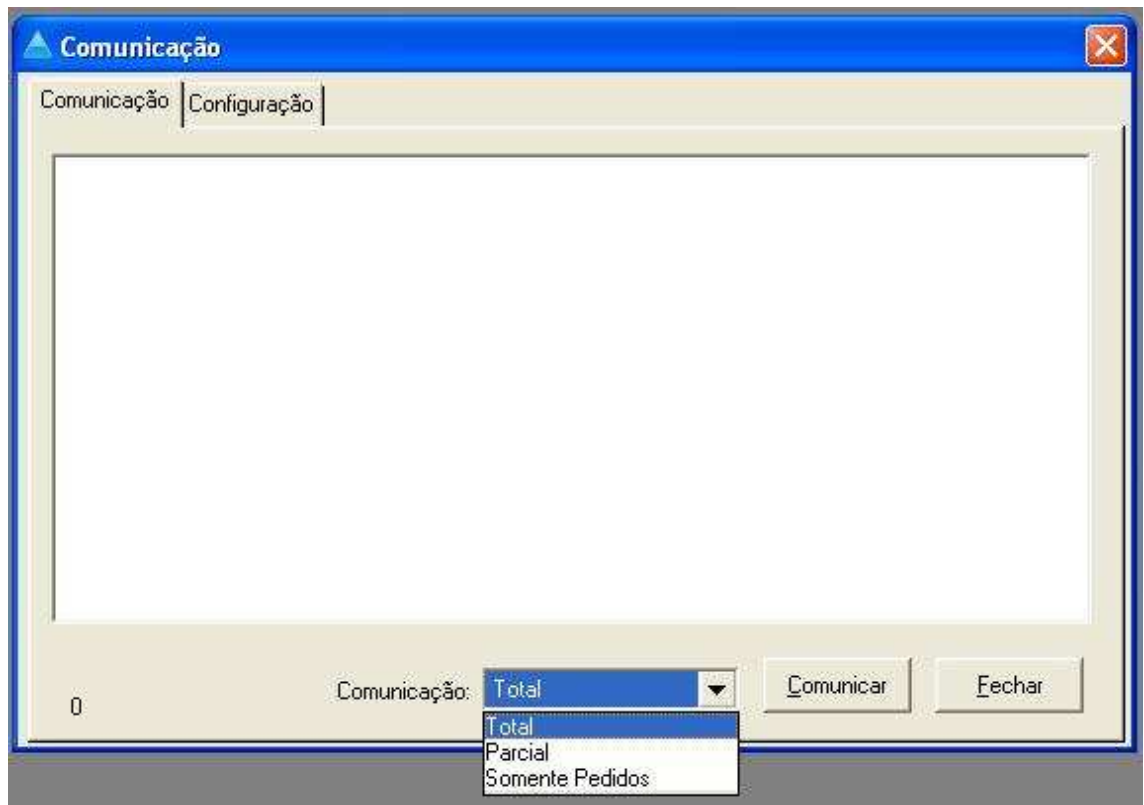 Comunicação
Comunicação Configuração
0 Comunicação: Total Comunicar Fechar
Total
Parcial
Somente Pedidos